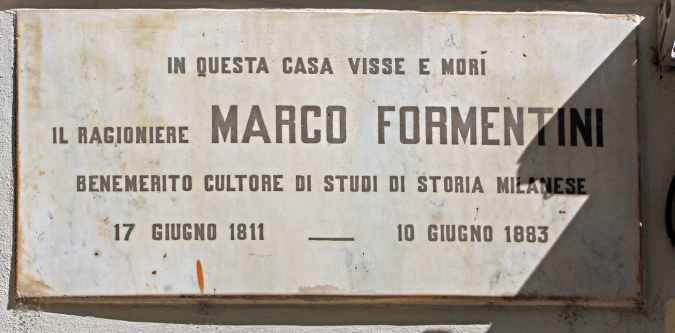 IN QUESTA CASA VISSE E MORÍ
IL RAGIONIERE MARCO FORMENTINI
BENEMERITO CULTORE DI STUDI DI STORIA MILANESE
17 GIUGNO 1811 — 10 GIUGNO 1883